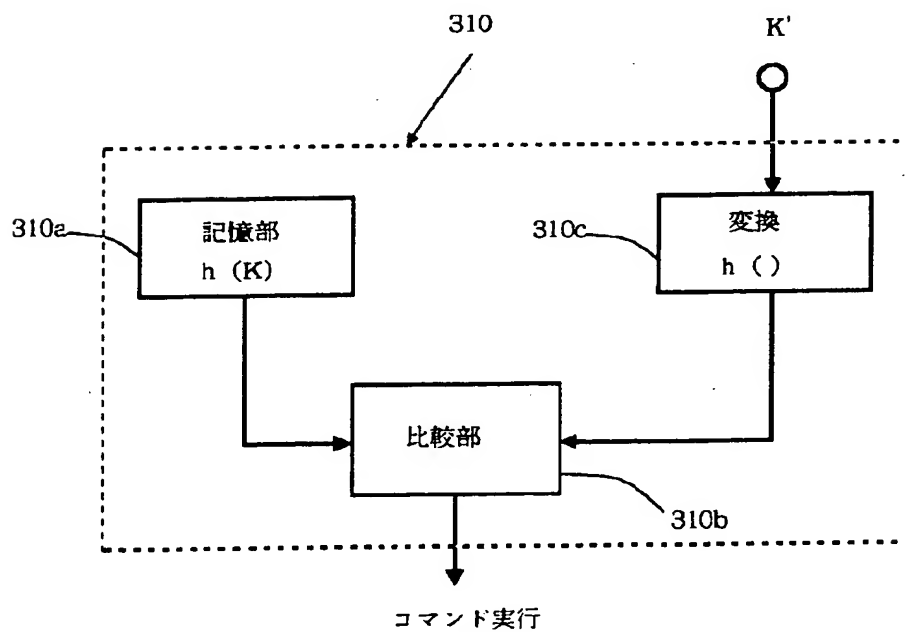 310
K'
310a
記憶部
h (K)
310c
変換
h ( )
比較部
310b
コマンド実行